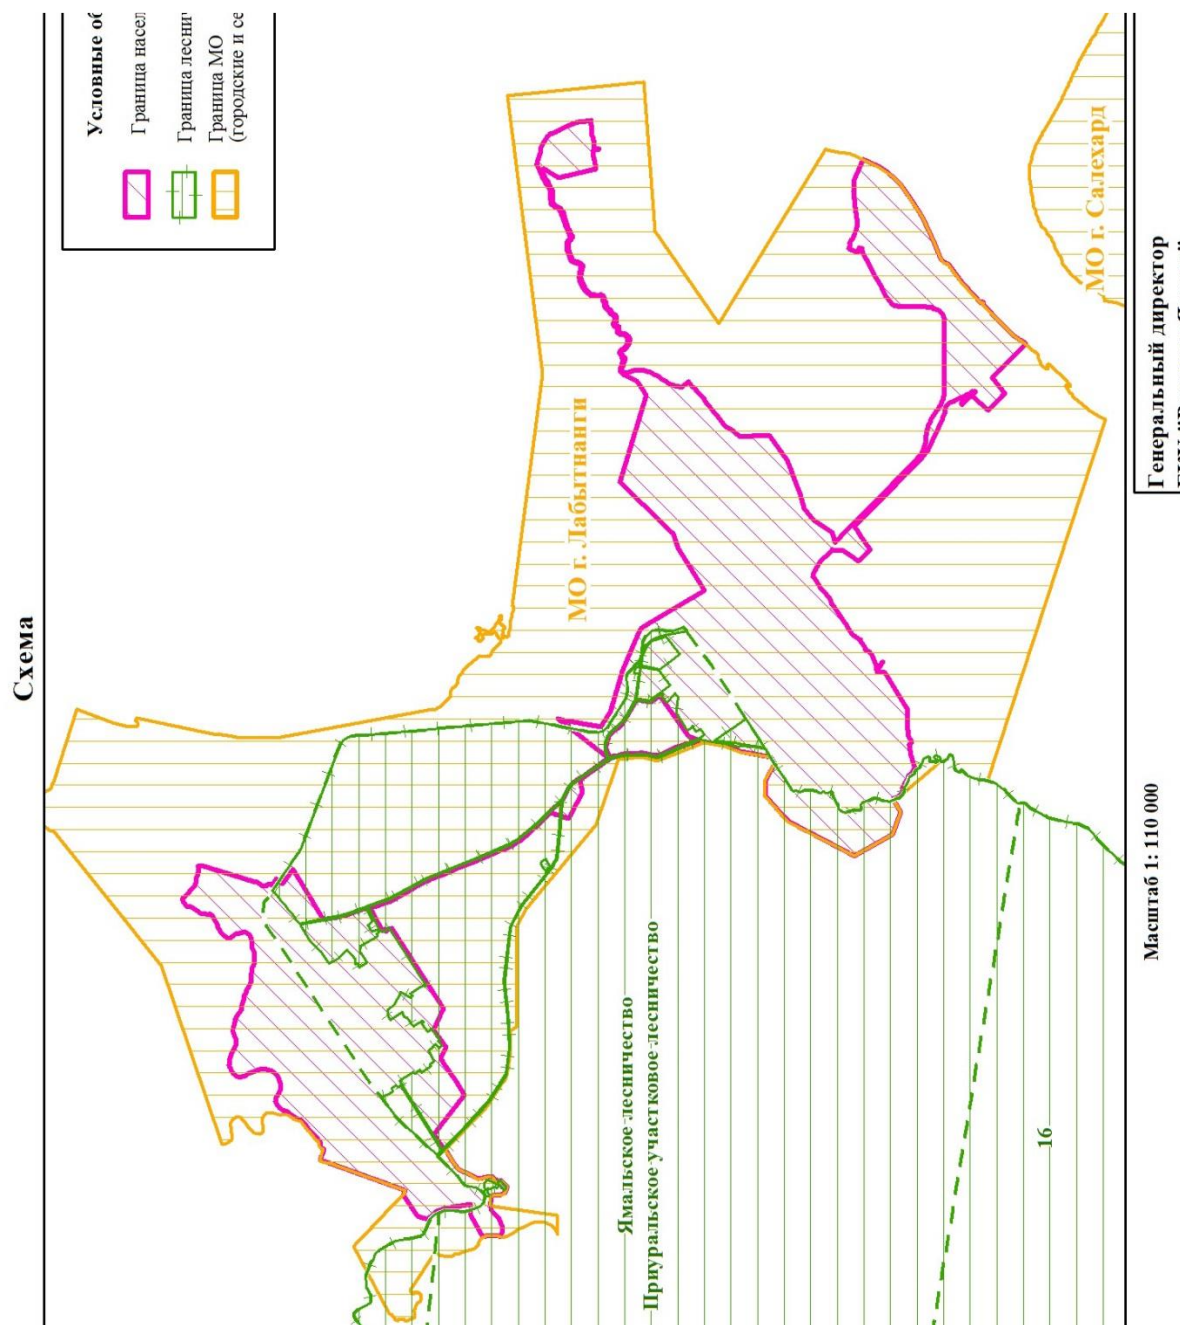 Схема
Условные об
Граница насел
Граница леснич
Граница МО
(городские и се
МО г. Салехард
МО г. Лабытнанги
Ямальское лесничество
Приуральское участковое лесничество
16
Масштаб 1: 110 000
Генеральный директор